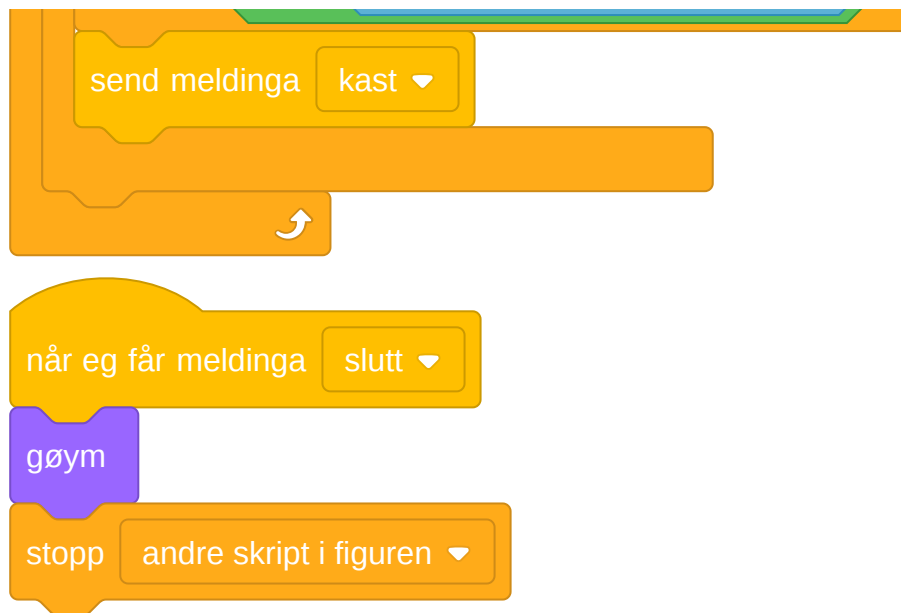 send meldinga kast
når eg får meldinga slutt
gøym
stopp andre skript i figuren